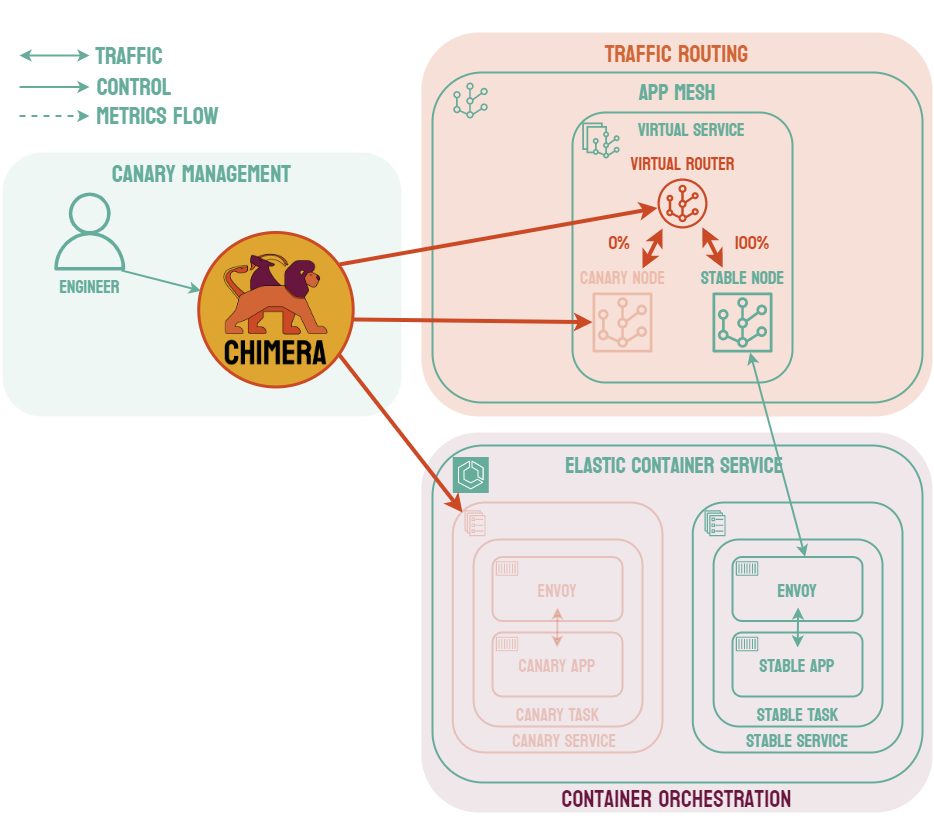 TRAFFIC
CONTROL
METRICS FLOW
CANARY MANAGEMENT
ENGINEER
CHIMERA
TRAFFIC ROUTING
APP MESH
VIRTUAL SERVICE
VIRTUAL ROUTER
0%
100%
CANARY NODE
STABLE NODE
ELASTIC CONTAINER SERVICE
ENVOY
CANARY APP
CANARY TASK
CANARY SERVICE
ENVOY
STABLE APP
STABLE TASK
STABLE SERVICE
CONTAINER ORCHESTRATION